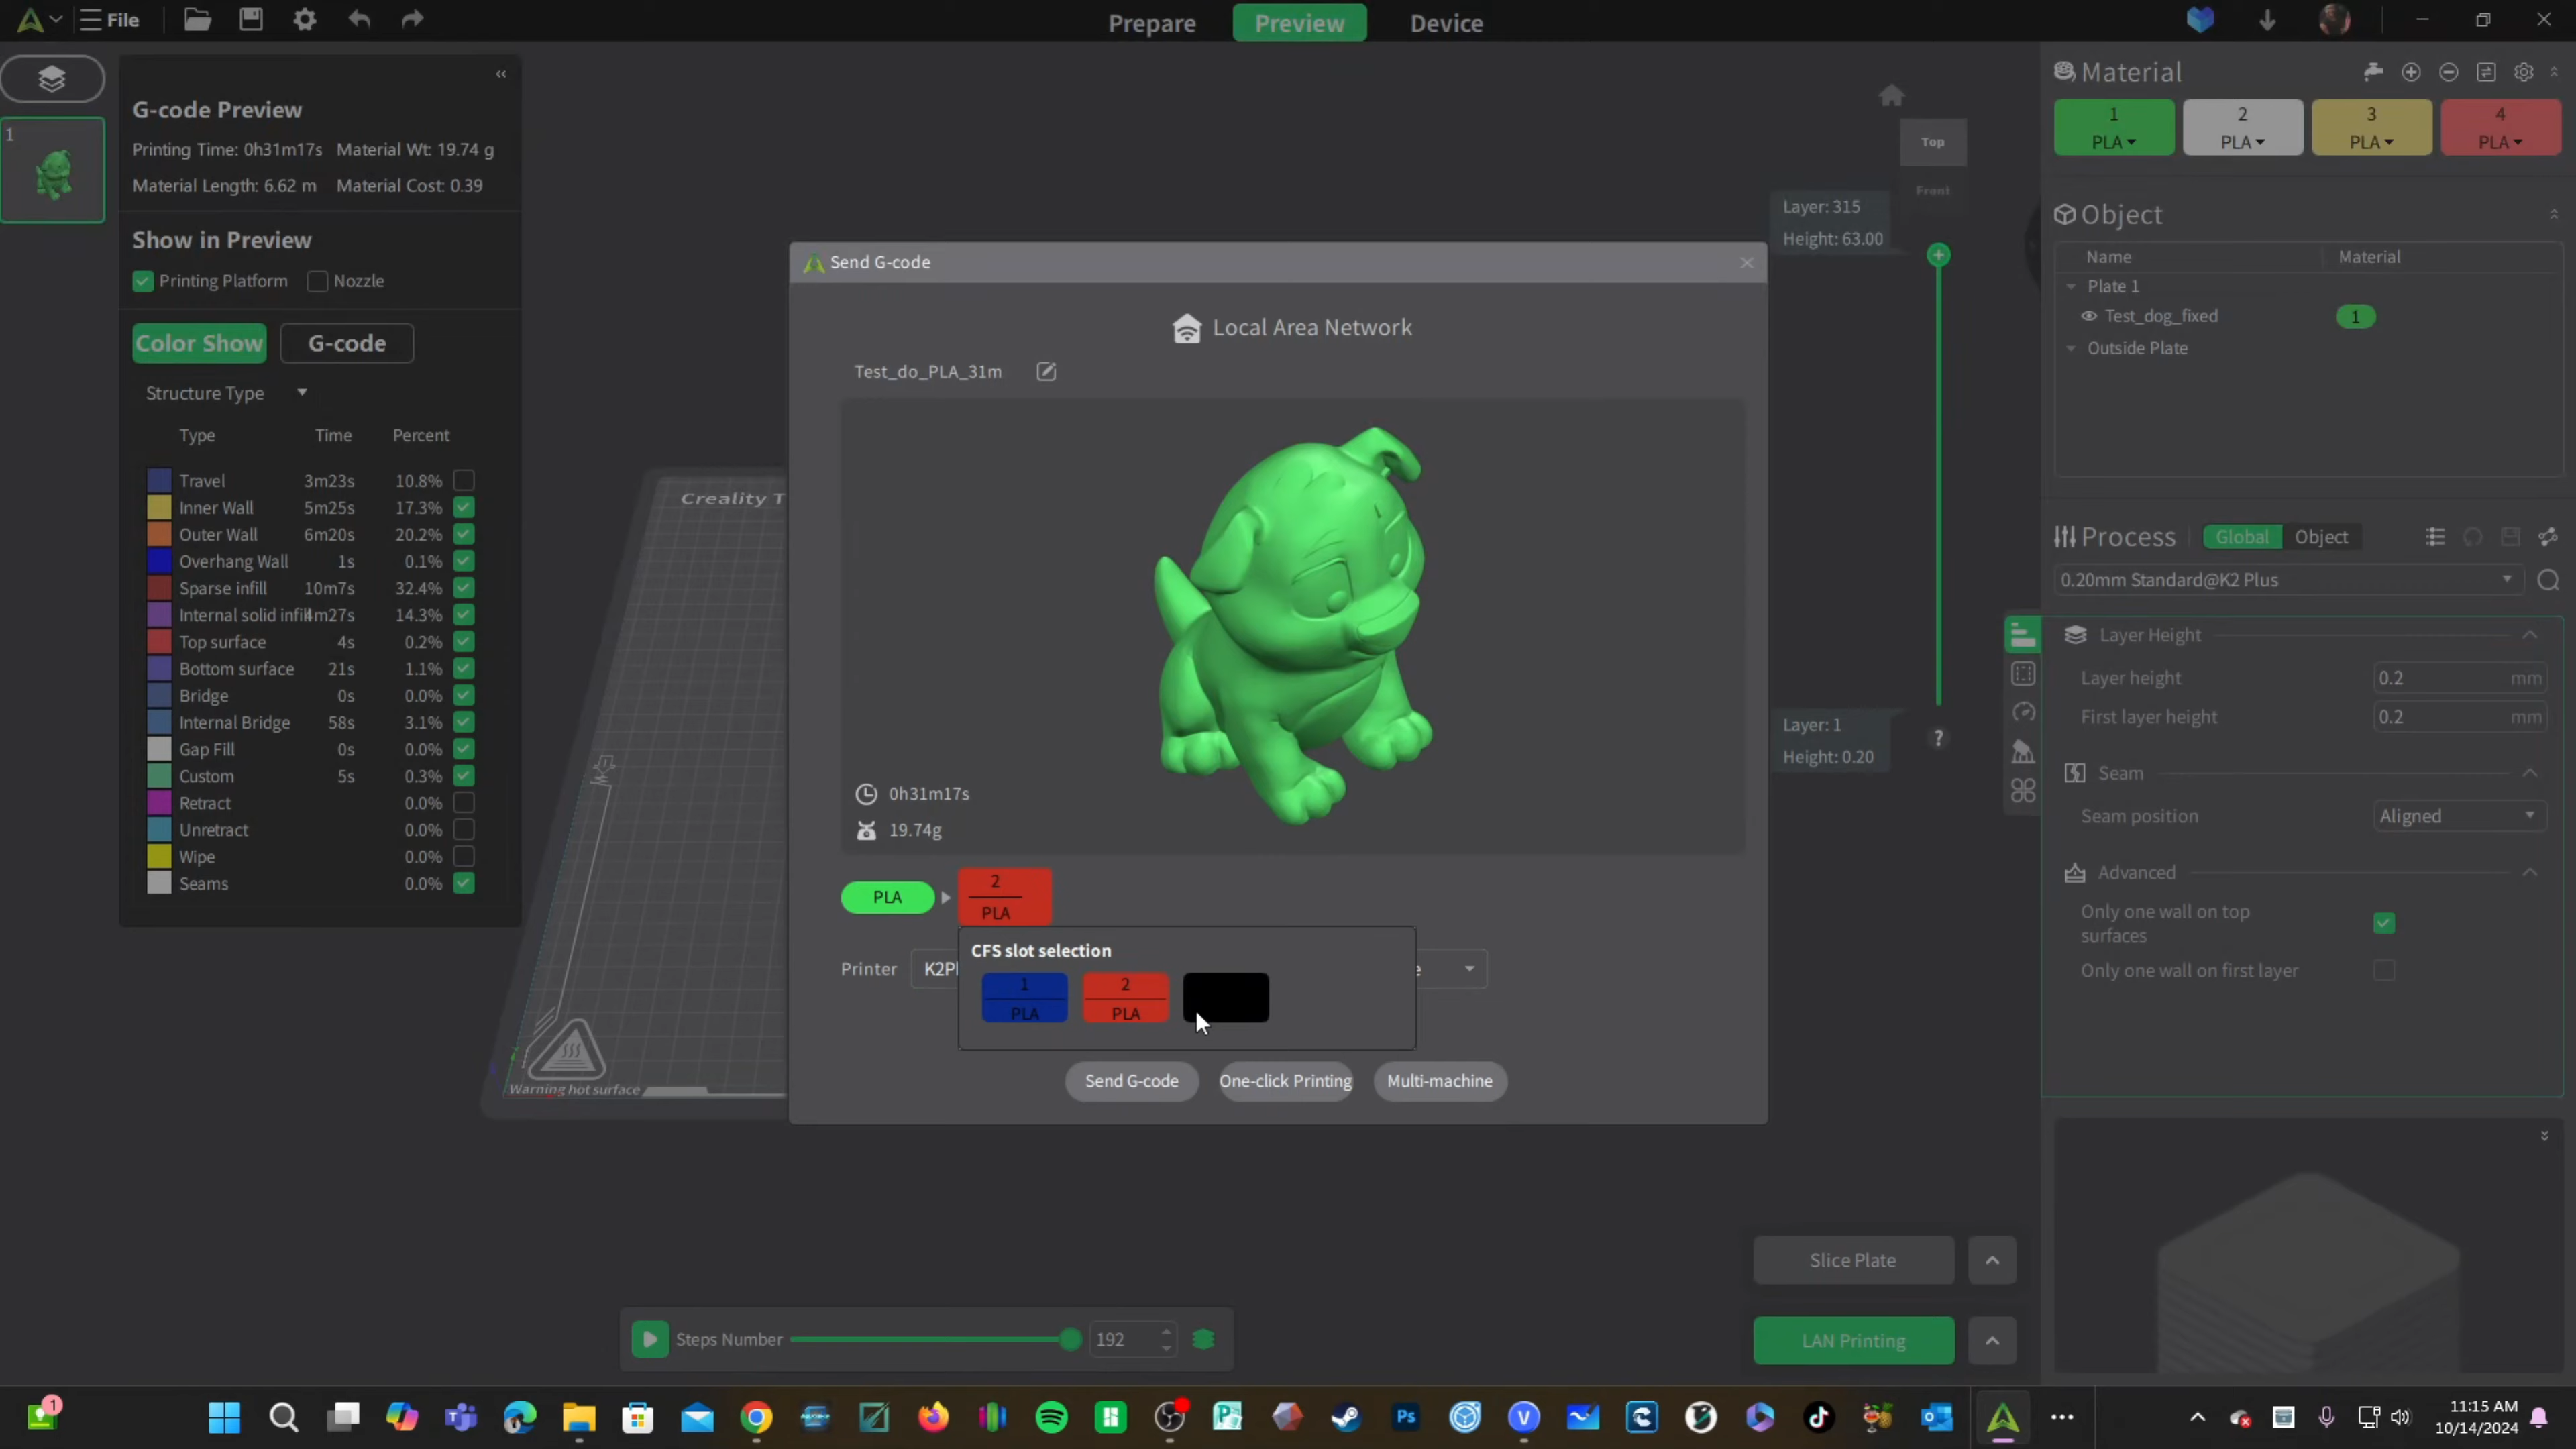 File
Prepare
Preview
Device
1
G-code Preview
Printing Time: 0h31m17s Material Wt: 19.74 g
Material Length: 6.62 m Material Cost: 0.39
Show in Preview
Printing Platform Nozzle
Color Show G-code
Structure Type
Type Time Percent
Travel 3m23s 10.8%
Inner Wall 5m25s 17.3%
Outer Wall 6m20s 20.2%
Overhang Wall 1s 0.1%
Sparse infill 10m7s 32.4%
Internal solid infill 4m27s 14.3%
Top surface 4s 0.2%
Bottom surface 21s 1.1%
Bridge 0s 0.0%
Internal Bridge 58s 3.1%
Gap Fill 0s 0.0%
Custom 5s 0.3%
Retract 0.0%
Unretract 0.0%
Wipe 0.0%
Seams 0.0%
Creality T
Warning hot surface
Send G-code
Local Area Network
Test_do_PLA_31m
0h31m17s
19.74g
PLA
2
PLA
CFS slot selection
Printer K2Pl
e
1
PLA
2
PLA
Send G-code One-click Printing Multi-machine
Top
Front
Layer: 315
Height: 63.00
Layer: 1
Height: 0.20
?
Steps Number 192
Slice Plate
LAN Printing
Material
1 2 3 4
PLA PLA PLA PLA
Object
Name Material
Plate 1
Test_dog_fixed 1
Outside Plate
Process Global Object
0.20mm Standard@K2 Plus
Layer Height
Layer height 0.2 mm
First layer height 0.2 mm
Seam
Seam position Aligned
Advanced
Only one wall on top
surfaces
Only one wall on first layer
1
Ps
V
11:15 AM
10/14/2024